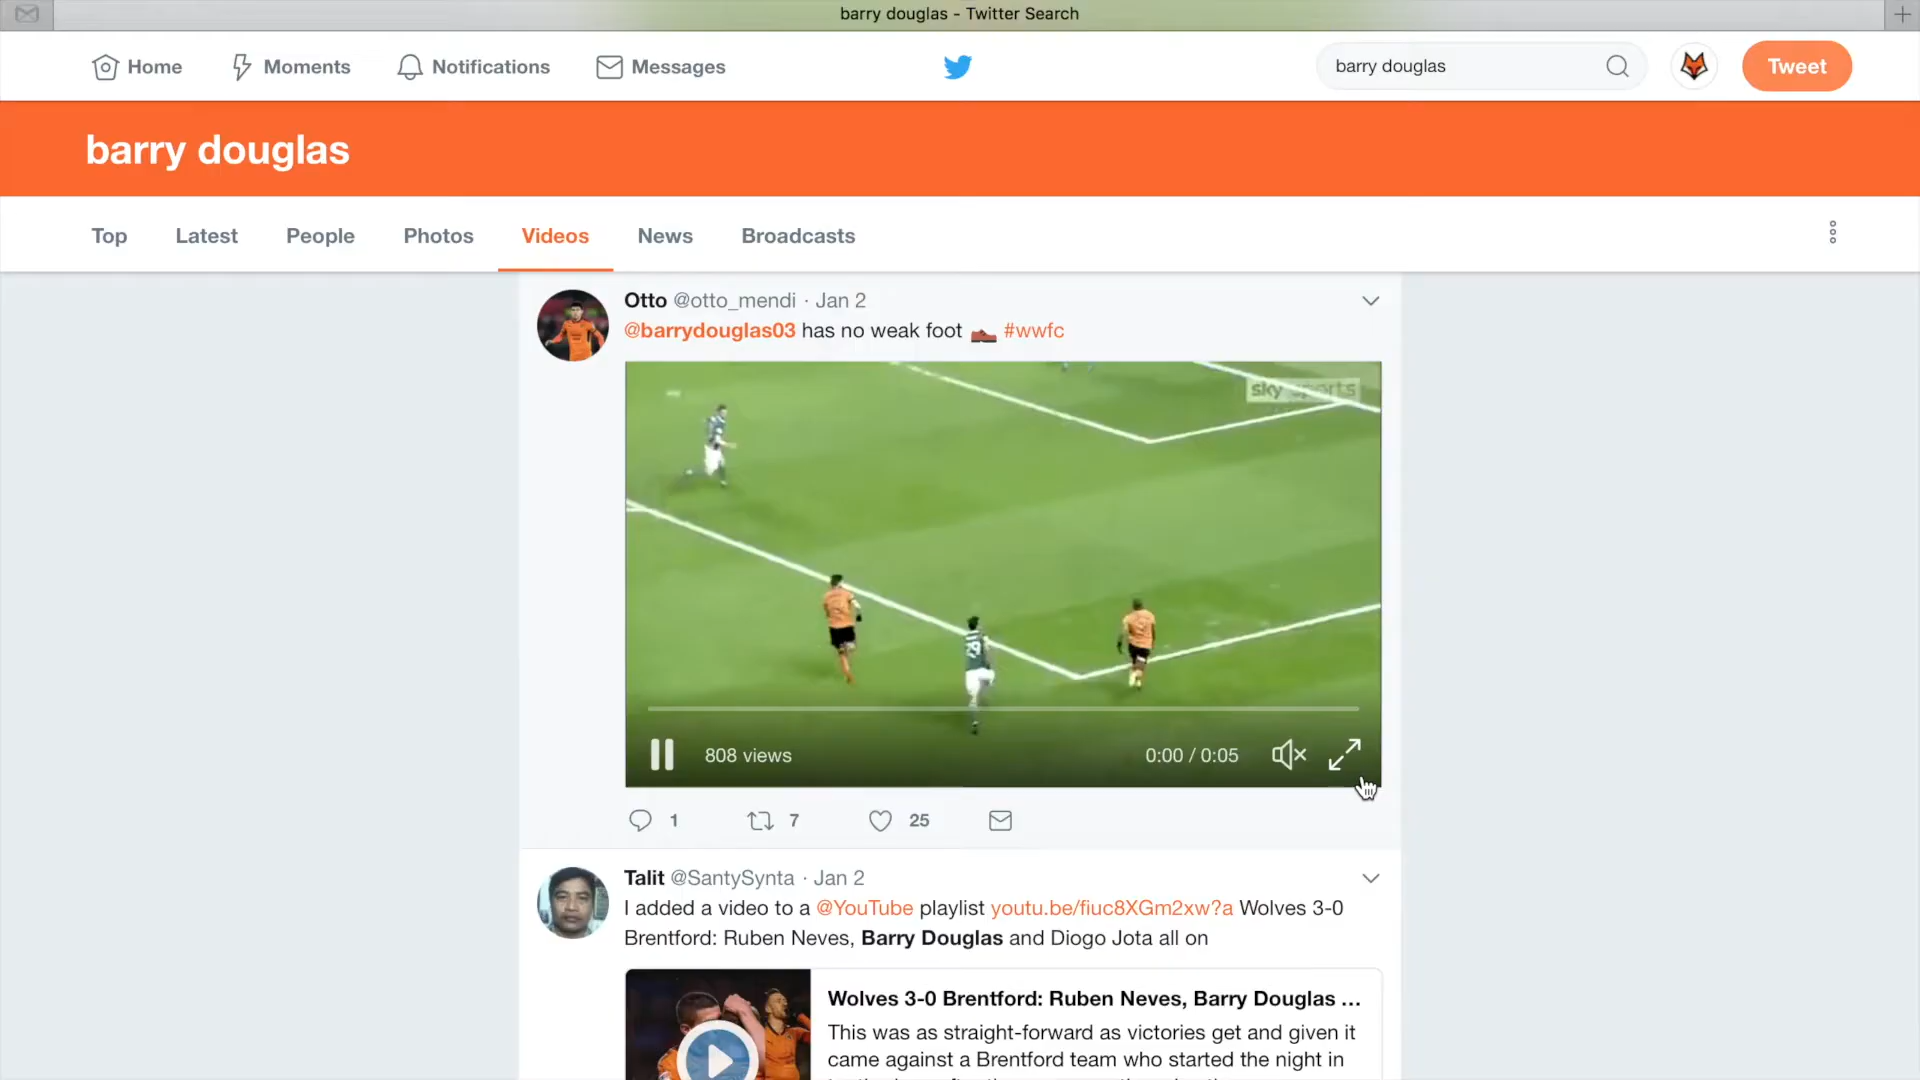 barry douglas - Twitter Search
Home
Moments
Notifications
Messages
barry douglas
Tweet
barry douglas
Top
Latest
People
Photos
Videos
News
Broadcasts
Otto @otto_mendi · Jan 2
@barrydouglas03 has no weak foot #wwfc
sky sports
29
808 views
0:00 / 0:05
1
7
25
Talit @SantySynta · Jan 2
I added a video to a @YouTube playlist youtu.be/fiuc8XGm2xw?a Wolves 3-0
Brentford: Ruben Neves, Barry Douglas and Diogo Jota all on
Wolves 3-0 Brentford: Ruben Neves, Barry Douglas ...
This was as straight-forward as victories get and given it
came against a Brentford team who started the night in